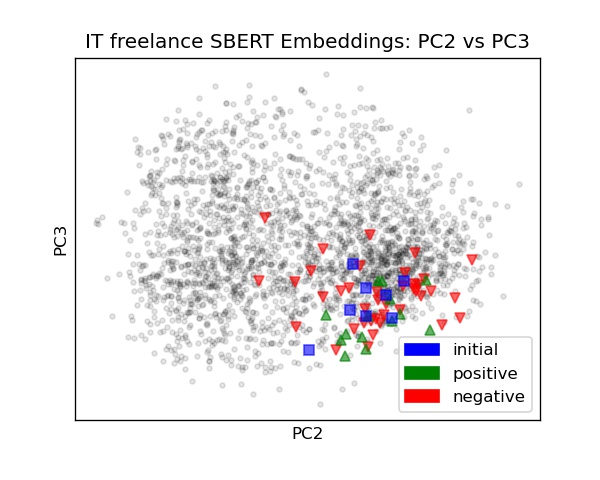 IT freelance SBERT Embeddings: PC2 vs PC3
PC3
initial
positive
negative
PC2